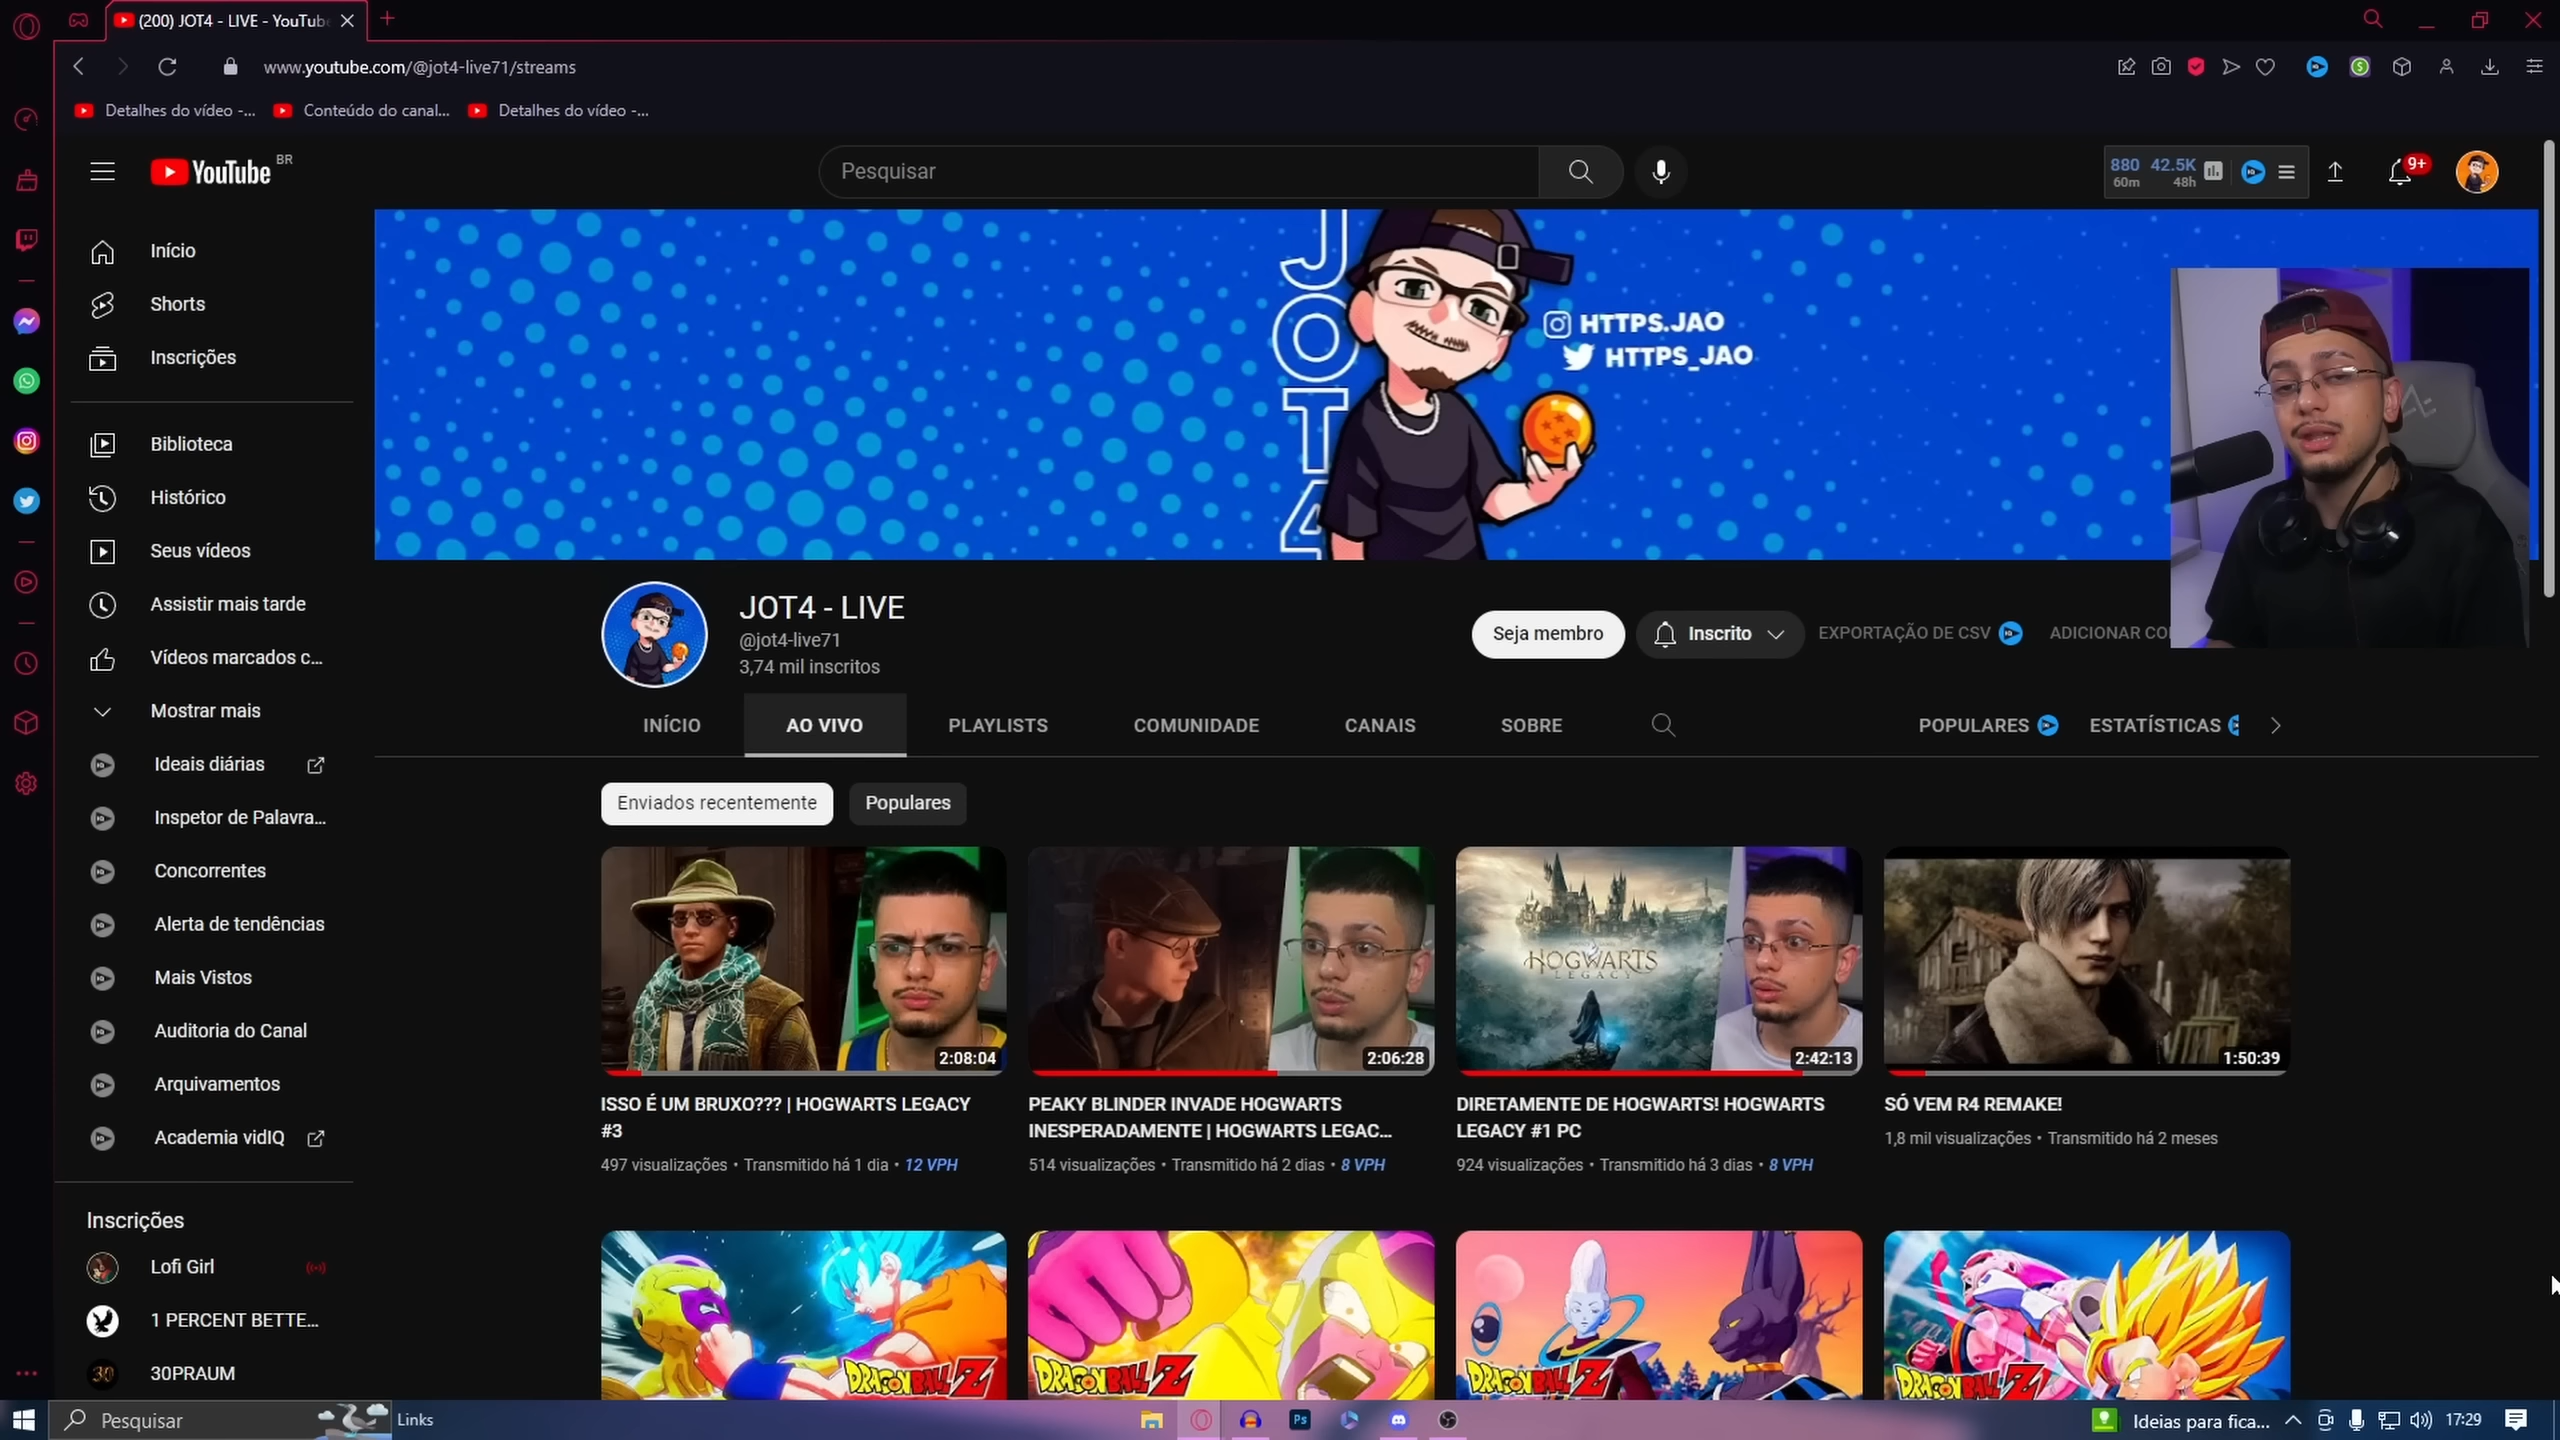 (200) JOT4 - LIVE - YouTub
www.youtube.com/@jot4-live71/streams
Detalhes do vídeo -...
Conteúdo do canal...
Detalhes do vídeo -...
YouTube
BR
Pesquisar
880
60m
42.5K
48h
9+
Início
Shorts
Inscrições
Biblioteca
Histórico
Seus vídeos
Assistir mais tarde
Vídeos marcados c...
Mostrar mais
Ideais diárias
Inspetor de Palavra...
Concorrentes
Alerta de tendências
Mais Vistos
Auditoria do Canal
Arquivamentos
Academia vidIQ
Inscrições
Lofi Girl
1 PERCENT BETTE...
30
30PRAUM
JOT4
HTTPS.JAO
HTTPS_JAO
JOT4 - LIVE
@jot4-live71
3,74 mil inscritos
Seja membro
Inscrito
EXPORTAÇÃO DE CSV
ADICIONAR CO
INÍCIO
AO VIVO
PLAYLISTS
COMUNIDADE
CANAIS
SOBRE
POPULARES
ESTATÍSTICAS
Enviados recentemente
Populares
2:08:04
ISSO É UM BRUXO??? | HOGWARTS LEGACY
#3
497 visualizações • Transmitido há 1 dia • 12 VPH
2:06:28
PEAKY BLINDER INVADE HOGWARTS
INESPERADAMENTE | HOGWARTS LEGAC...
514 visualizações • Transmitido há 2 dias • 8 VPH
HOGWARTS
LEGACY
2:42:13
DIRETAMENTE DE HOGWARTS! HOGWARTS
LEGACY #1 PC
924 visualizações • Transmitido há 3 dias • 8 VPH
1:50:39
SÓ VEM R4 REMAKE!
1,8 mil visualizações • Transmitido há 2 meses
DRAGON BALL Z
DRAGON BALL Z
DRAGON BALL Z
DRAGON BALL Z
Pesquisar
Links
Ps
Ideias para fica...
17:29